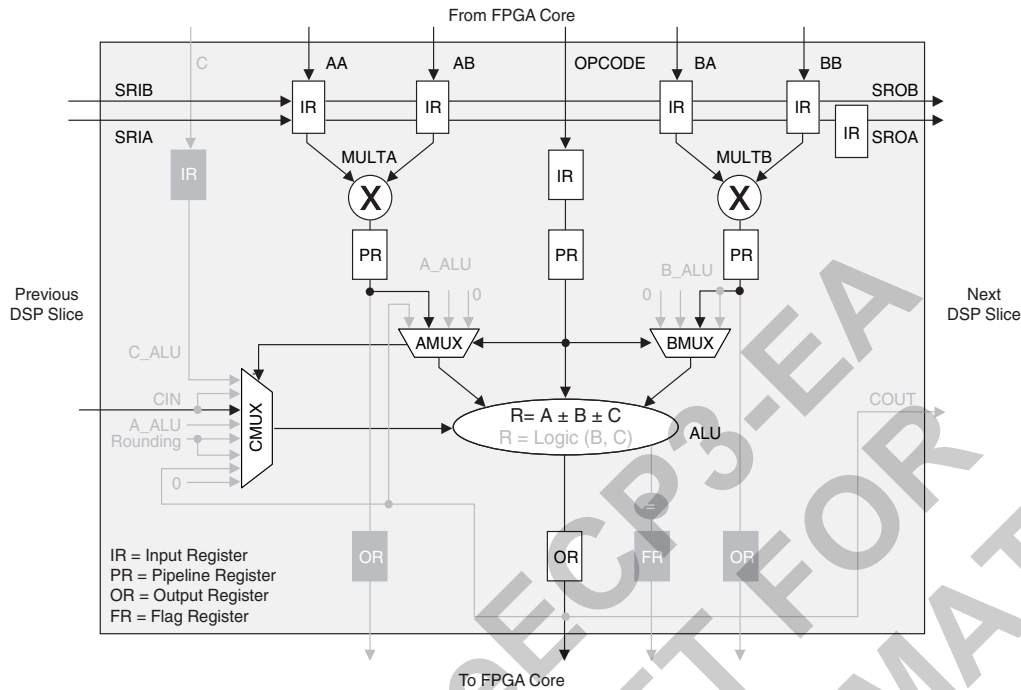 From FPGA Core
C
AA
AB
OPCODE
BA
BB
SRIB
SROB
IR
IR
IR
IR
SRIA
IR
SROA
MULTA
MULTB
IR
IR
X
X
PR
PR
PR
A_ALU
B_ALU
0
0
Previous
DSP Slice
Next
DSP Slice
AMUX
BMUX
C_ALU
CIN
COUT
A_ALU
Rounding
0
CMUX
R= A ± B ± C
R = Logic (B, C)
ALU
=
OR
OR
FR
OR
IR = Input Register
PR = Pipeline Register
OR = Output Register
FR = Flag Register
To FPGA Core